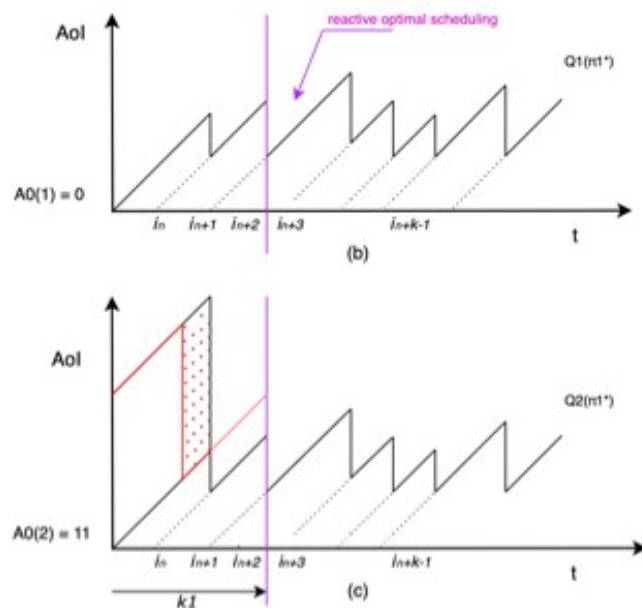 reactive optimal scheduling
AoI
Q1(π1*)
A0(1) = 0
in in+1 in+2 in+3 in+k-1
t
(b)
AoI
Q2(π1*)
A0(2) = 11
in in+1 in+2 in+3 in+k-1
t
k1
(c)